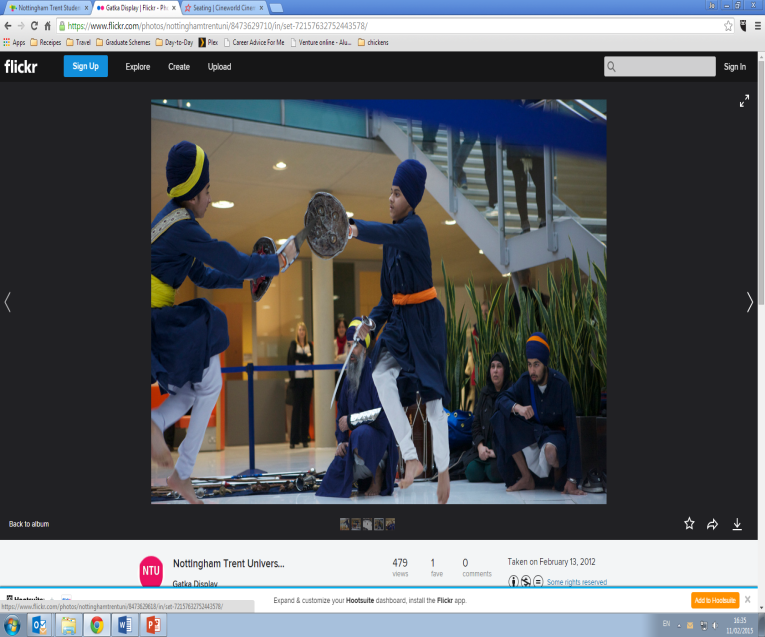 Nottingham Trent Studen
Gatka Display | Flickr - Pho
Seating | Cineworld Cinem
https://www.flickr.com/photos/nottinghamtrentuni/8473629710/in/set-72157632752443578/
Apps Receipes Travel Graduate Schemes Day-to-Day Plex Career Advice For Me Venture online - Alu... chickens
flickr Sign Up Explore Create Upload Sign In
Back to album
NTU Nottingham Trent Univers...
Gatka Display
479 views
1 fave
0 comments
Taken on February 13, 2012
Some rights reserved
https://www.flickr.com/photos/nottinghamtrentuni/8473629618/in/set-72157632752443578/
Expand & customize your Hootsuite dashboard, install the Flickr app.
Add to Hootsuite
EN
16:35
11/02/2015